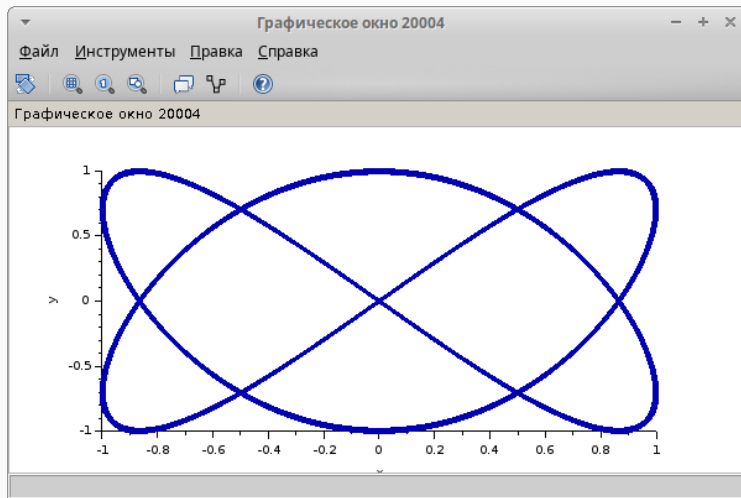 Графическое окно 20004
Файл Инструменты Правка Справка
Графическое окно 20004
1
0.5
y
0
-0.5
-1
-1 -0.8 -0.6 -0.4 -0.2 0 0.2 0.4 0.6 0.8 1